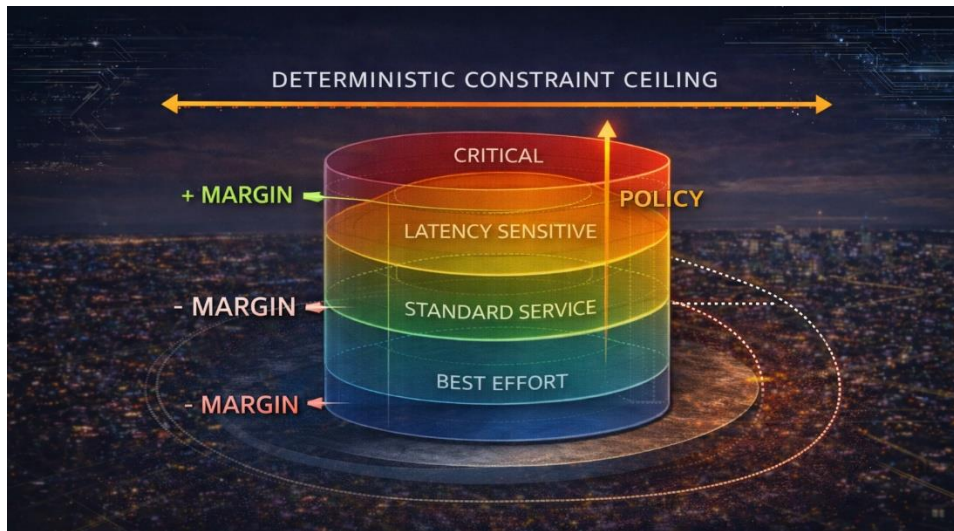 DETERMINISTIC CONSTRAINT CEILING
CRITICAL
+ MARGIN
POLICY
LATENCY SENSITIVE
- MARGIN
STANDARD SERVICE
BEST EFFORT
- MARGIN